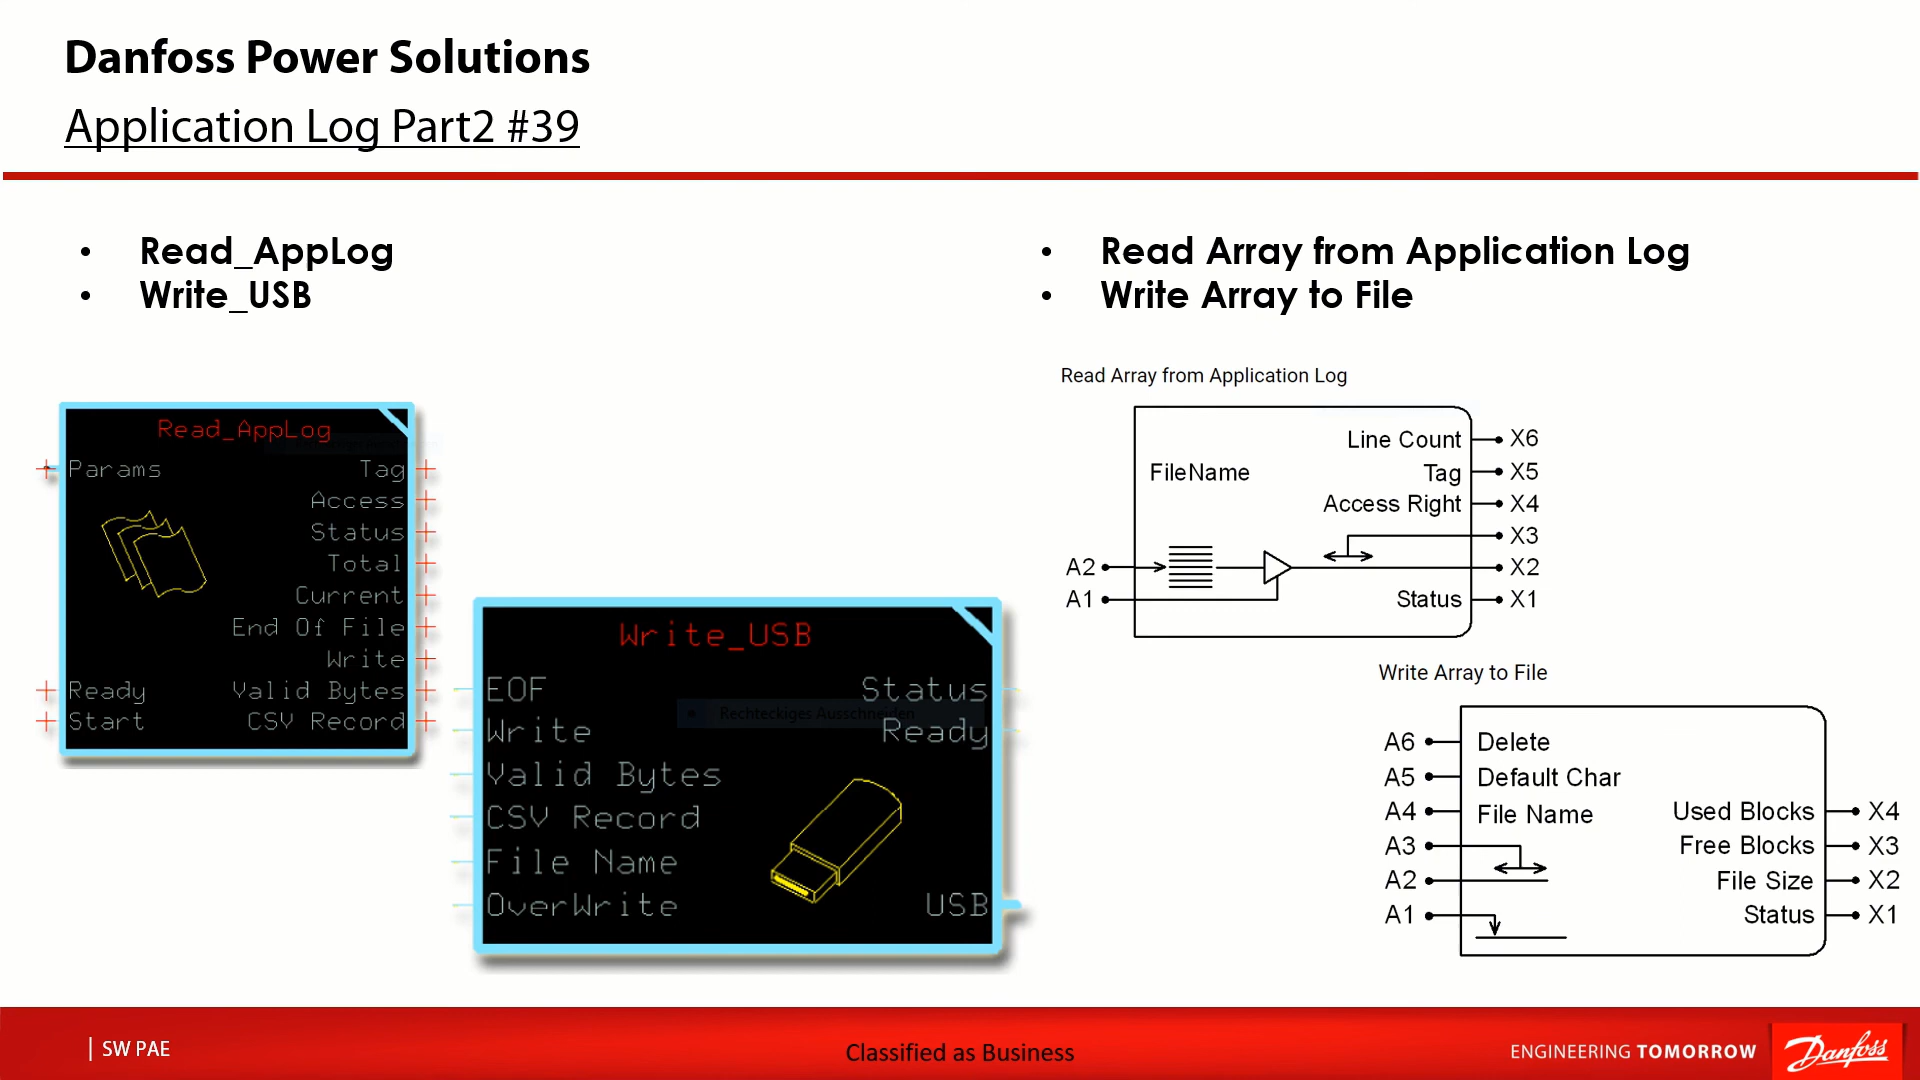 Danfoss Power Solutions
Application Log Part2 #39
• Read_AppLog
• Write_USB
• Read Array from Application Log
• Write Array to File
Read_AppLog
Params Tag
Access
Status
Total
Current
End Of File
Write
Ready Valid Bytes
Start CSV Record
Write_USB
EOF Status
Rechteckiges Ausschneiden
Write Ready
Valid Bytes
CSV Record
File Name
OverWrite USB
Read Array from Application Log
Line Count X6
FileName Tag X5
Access Right X4
X3
A2 X2
A1 Status X1
Write Array to File
A6 Delete
A5 Default Char
A4 File Name Used Blocks X4
A3 Free Blocks X3
A2 File Size X2
A1 Status X1
| SW PAE
Classified as Business
ENGINEERING TOMORROW
Danfoss